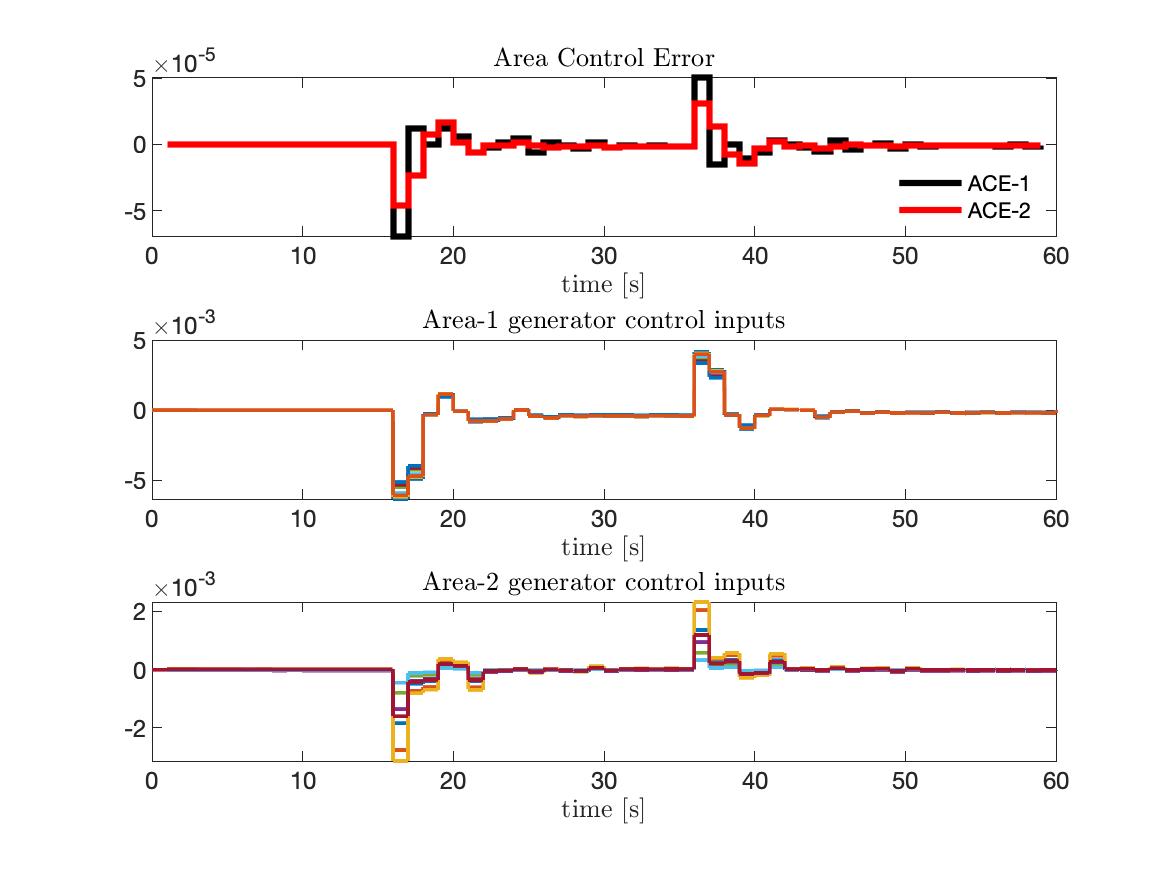 ×10-5
Area Control Error
5
0
-5
ACE-1
ACE-2
0 10 20 30 40 50 60
time [s]
×10-3
Area-1 generator control inputs
5
0
-5
0 10 20 30 40 50 60
time [s]
×10-3
Area-2 generator control inputs
2
0
-2
0 10 20 30 40 50 60
time [s]